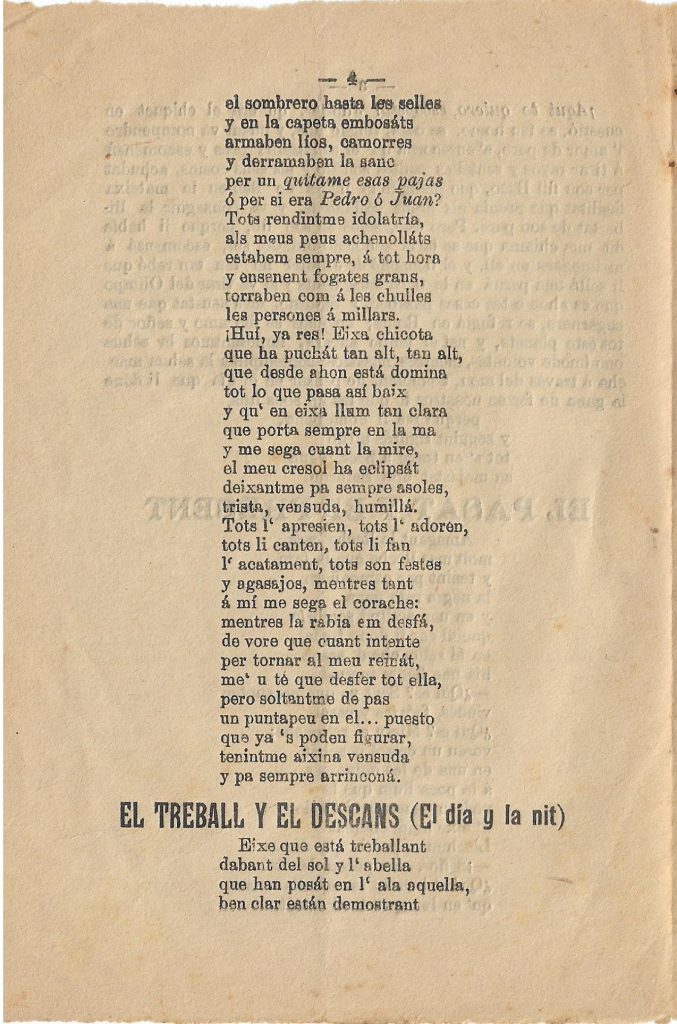 — 4 —
el sombrero hasta les selles
y en la capeta embosáts
armaben líos, camorres
y derramaben la sanc
per un quítame esas pajas
ó per si era Pedro ó Juan?
Tots rendintme idolatría,
als meus peus achenolláts
estabem sempre, á tot hora
y ensenent fogates grans,
torraben com á les chulles
les persones á millars.
¡Huí, ya res! Eixa chicota
que ha puchát tan alt, tan alt,
que desde ahon está domina
tot lo que pasa así baix
y qu‘ en eixa llum tan clara
que porta sempre en la ma
y me sega cuant la mire,
el meu cresol ha eclipsát
deixantme pa sempre asoles,
trista, vensuda, humillá.
Tots l‘ apresien, tots l‘ adoren,
tots li canten, tots li fan
l‘ acatament, tots son festes
y agasajos, mentres tant
á mí me sega el corache:
mentres la rabia em desfá,
de vore que cuant intente
per tornar al meu reinát,
me‘ u té que desfer tot ella,
pero soltantme de pas
un puntapeu en el... puesto
que ya ‘s poden figurar,
tenintme aixina vensuda
y pa sempre arrinconá.
EL TREBALL Y EL DESCANS (El día y la nit)
Eixe que está treballant
dabant del sol y l‘ abella
que han posát en l‘ ala aquella,
ben clar están demostrant